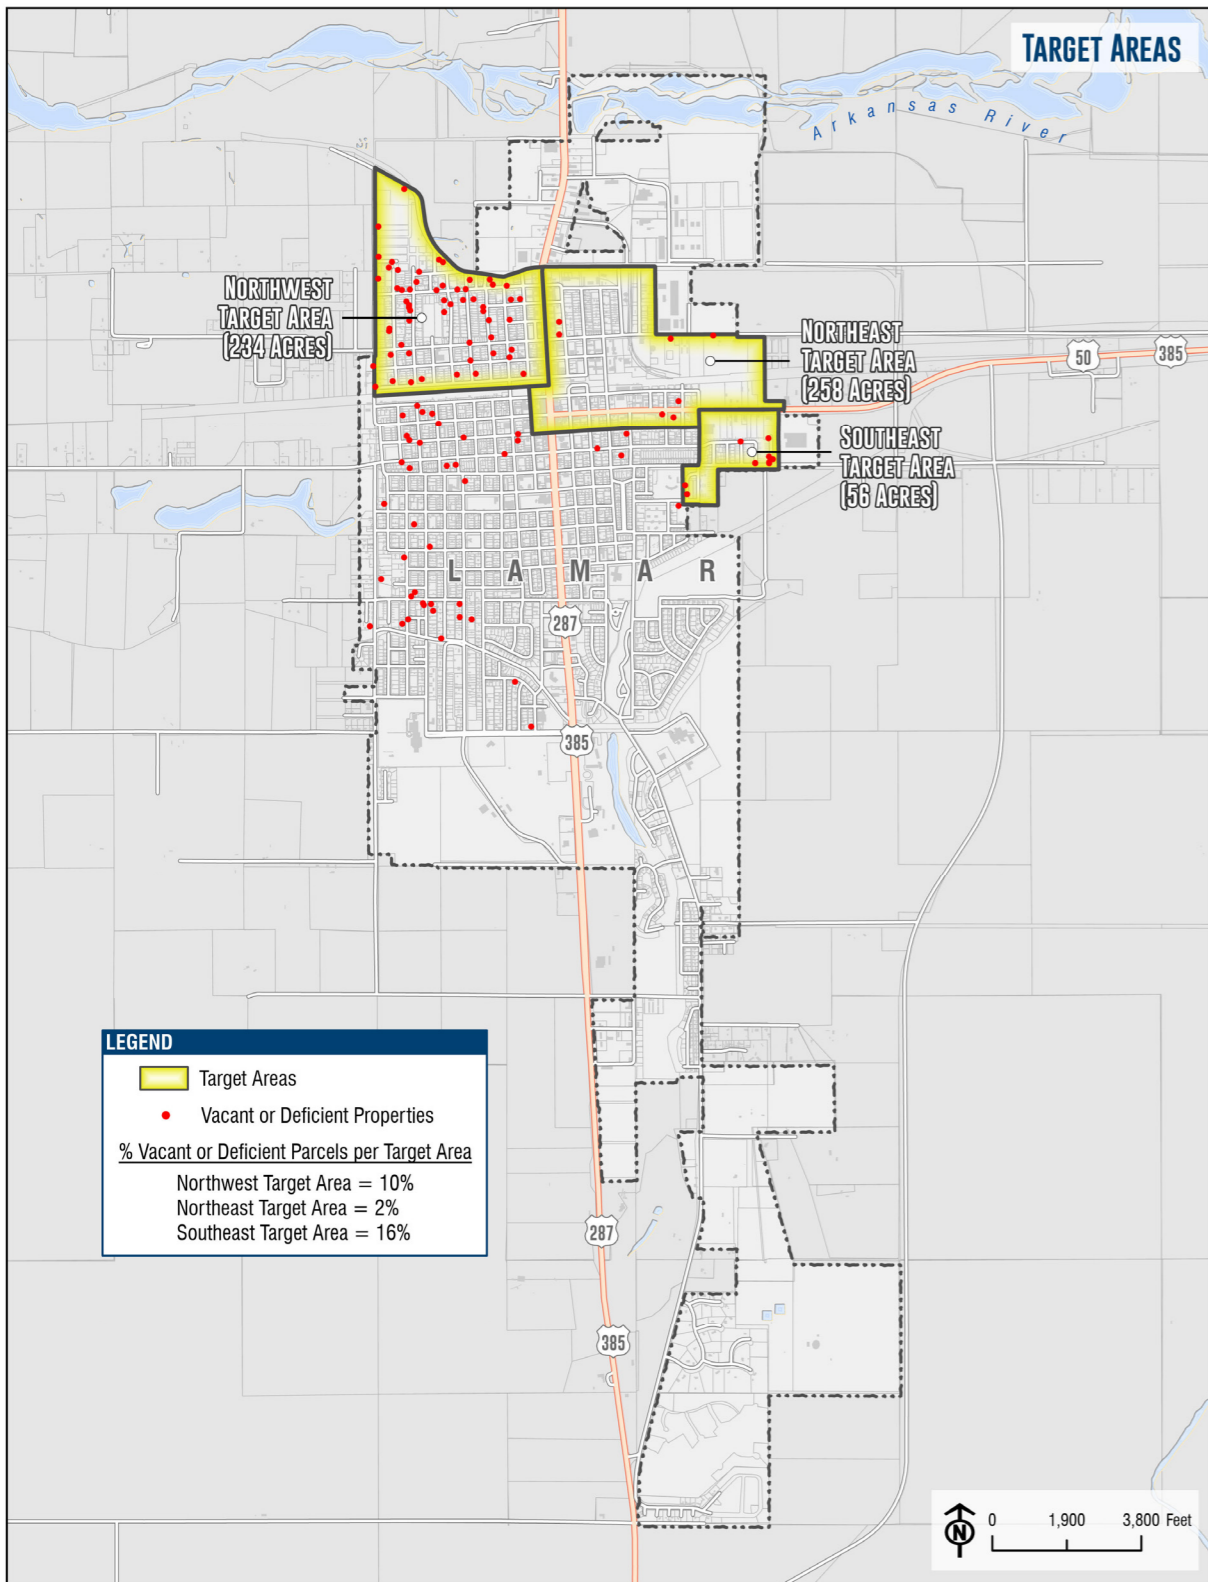 TARGET AREAS
Arkansas River
NORTHWEST
TARGET AREA
(234 ACRES)
NORTHEAST
TARGET AREA
(258 ACRES)
50
385
SOUTHEAST
TARGET AREA
(56 ACRES)
LAMAR
287
385
LEGEND
Target Areas
Vacant or Deficient Properties
% Vacant or Deficient Parcels per Target Area
Northwest Target Area = 10%
Northeast Target Area = 2%
Southeast Target Area = 16%
287
385
N
0 1,900 3,800 Feet